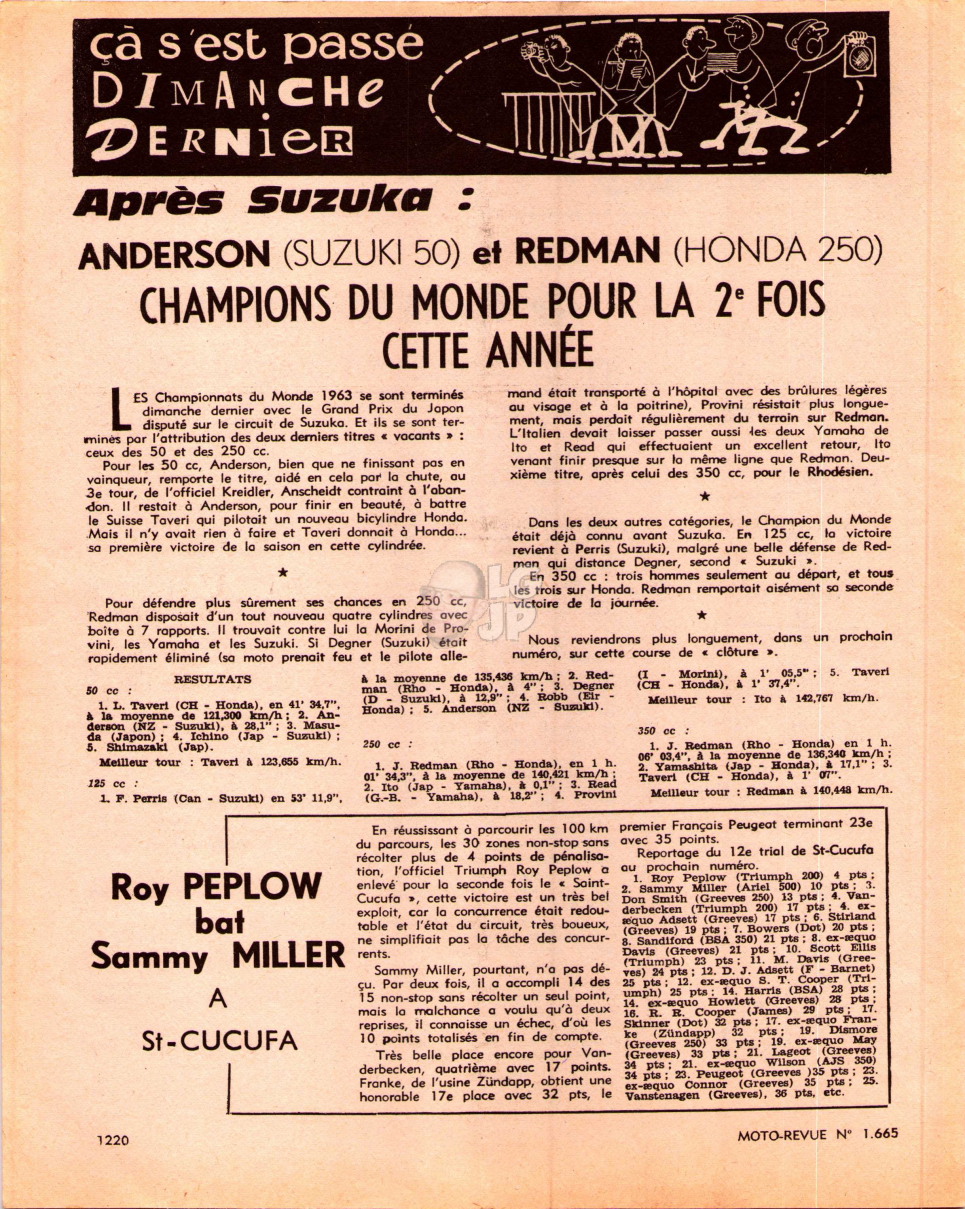 çà s'est passé
DIMANCHE
DERNIER
Après Suzuka :
ANDERSON (SUZUKI 50) et REDMAN (HONDA 250)
CHAMPIONS DU MONDE POUR LA 2e FOIS
CETTE ANNÉE
LES Championnats du Monde 1963 se sont terminés
dimanche dernier avec le Grand Prix du Japon
disputé sur le circuit de Suzuka. Et ils se sont ter-
minés par l'attribution des deux derniers titres « vacants » :
ceux des 50 et des 250 cc.
Pour les 50 cc, Anderson, bien que ne finissant pas en
vainqueur, remporte le titre, aidé en cela par la chute, au
3e tour, de l'officiel Kreidler, Anscheidt contraint à l'aban-
don. Il restait à Anderson, pour finir en beauté, à battre
le Suisse Taveri qui pilotait un nouveau bicylindre Honda.
Mais il n'y avait rien à faire et Taveri donnait à Honda...
sa première victoire de la saison en cette cylindrée.
★
Pour défendre plus sûrement ses chances en 250 cc,
Redman disposait d'un tout nouveau quatre cylindres avec
boîte à 7 rapports. Il trouvait contre lui la Morini de Pro-
vini, les Yamaha et les Suzuki. Si Degner (Suzuki) était
rapidement éliminé (sa moto prenait feu et le pilote alle-
mand était transporté à l'hôpital avec des brûlures légères
au visage et à la poitrine), Provini résistait plus longue-
ment, mais perdait régulièrement du terrain sur Redman.
L'Italien devait laisser passer aussi les deux Yamaha de
Ito et Read qui effectuaient un excellent retour, Ito
venant finir presque sur la même ligne que Redman. Deu-
xième titre, après celui des 350 cc, pour le Rhodésien.
★
Dans les deux autres catégories, le Champion du Monde
était déjà connu avant Suzuka. En 125 cc, la victoire
revient à Perris (Suzuki), malgré une belle défense de Red-
man qui distance Degner, second « Suzuki ».
En 350 cc : trois hommes seulement au départ, et tous
les trois sur Honda. Redman remportait aisément sa seconde
victoire de la journée.
★
Nous reviendrons plus longuement, dans un prochain
numéro, sur cette course de « clôture ».
LG
JP
RESULTATS
50 cc :
1. L. Taveri (CH - Honda), en 41' 34,7",
à la moyenne de 121,300 km/h ; 2. An-
derson (NZ - Suzuki), à 28,1" ; 3. Masu-
da (Japon) ; 4. Ichino (Jap - Suzuki) ;
5. Shimazaki (Jap).
Meilleur tour : Taveri à 123,655 km/h.
125 cc :
1. F. Perris (Can - Suzuki) en 53' 11,9",
à la moyenne de 135,436 km/h ; 2. Red-
man (Rho - Honda), à 4" ; 3. Degner
(D - Suzuki), à 12,9" ; 4. Robb (Eir -
Honda) ; 5. Anderson (NZ - Suzuki).
250 cc :
1. J. Redman (Rho - Honda), en 1 h.
01' 34,3", à la moyenne de 140,421 km/h ;
2. Ito (Jap - Yamaha), à 0,1" ; 3. Read
(G.-B. - Yamaha), à 18,2" ; 4. Provini
(I - Morini), à 1' 05,5" ; 5. Taveri
(CH - Honda), à 1' 37,4".
Meilleur tour : Ito à 142,767 km/h.
350 cc :
1. J. Redman (Rho - Honda) en 1 h.
06' 03,4", à la moyenne de 136,340 km/h ;
2. Yamashita (Jap - Honda), à 17,1" ; 3.
Taveri (CH - Honda), à 1' 07".
Meilleur tour : Redman à 140,448 km/h.
Roy PEPLOW
bat
Sammy MILLER
A
St-CUCUFA
En réussissant à parcourir les 100 km
du parcours, les 30 zones non-stop sans
récolter plus de 4 points de pénalisa-
tion, l'officiel Triumph Roy Peplow a
enlevé pour la seconde fois le « Saint-
Cucufa », cette victoire est un très bel
exploit, car la concurrence était redou-
table et l'état du circuit, très boueux,
ne simplifiait pas la tâche des concur-
rents.
Sammy Miller, pourtant, n'a pas dé-
çu. Par deux fois, il a accompli 14 des
15 non-stop sans récolter un seul point,
mais la malchance a voulu qu'à deux
reprises, il connaisse un échec, d'où les
10 points totalisés en fin de compte.
Très belle place encore pour Van-
derbecken, quatrième avec 17 points.
Franke, de l'usine Zündapp, obtient une
honorable 17e place avec 32 pts, le
premier Français Peugeot terminant 23e
avec 35 points.
Reportage du 12e trial de St-Cucufa
au prochain numéro.
1. Roy Peplow (Triumph 200) 4 pts ;
2. Sammy Miller (Ariel 500) 10 pts ; 3.
Don Smith (Greeves 250) 13 pts ; 4. Van-
derbecken (Triumph 200) 17 pts ; 4. ex-
æquo Adsett (Greeves) 17 pts ; 6. Stirland
(Greeves) 19 pts ; 7. Bowers (Dot) 20 pts ;
8. Sandiford (BSA 350) 21 pts ; 8. ex-æquo
Davis (Greeves) 21 pts ; 10. Scott Ellis
(Triumph) 23 pts ; 11. M. Davis (Gree-
ves) 24 pts ; 12. D. J. Adsett (F - Barnet)
25 pts ; 12. ex-æquo S. T. Cooper (Tri-
umph) 25 pts ; 14. Harris (BSA) 28 pts ;
14. ex-æquo Howlett (Greeves) 28 pts ;
16. R. R. Cooper (James) 29 pts ; 17.
Skinner (Dot) 32 pts ; 17. ex-æquo Fran-
ke (Zündapp) 32 pts ; 19. Dismore
(Greeves 250) 33 pts ; 19. ex-æquo May
(Greeves) 33 pts ; 21. Lageot (Greeves)
34 pts ; 21. ex-æquo Wilson (AJS 350)
34 pts ; 23. Peugeot (Greeves )35 pts ; 23.
ex-æquo Connor (Greeves) 35 pts ; 25.
Vanstenagen (Greeves), 36 pts, etc.
1220
MOTO-REVUE N° 1.665